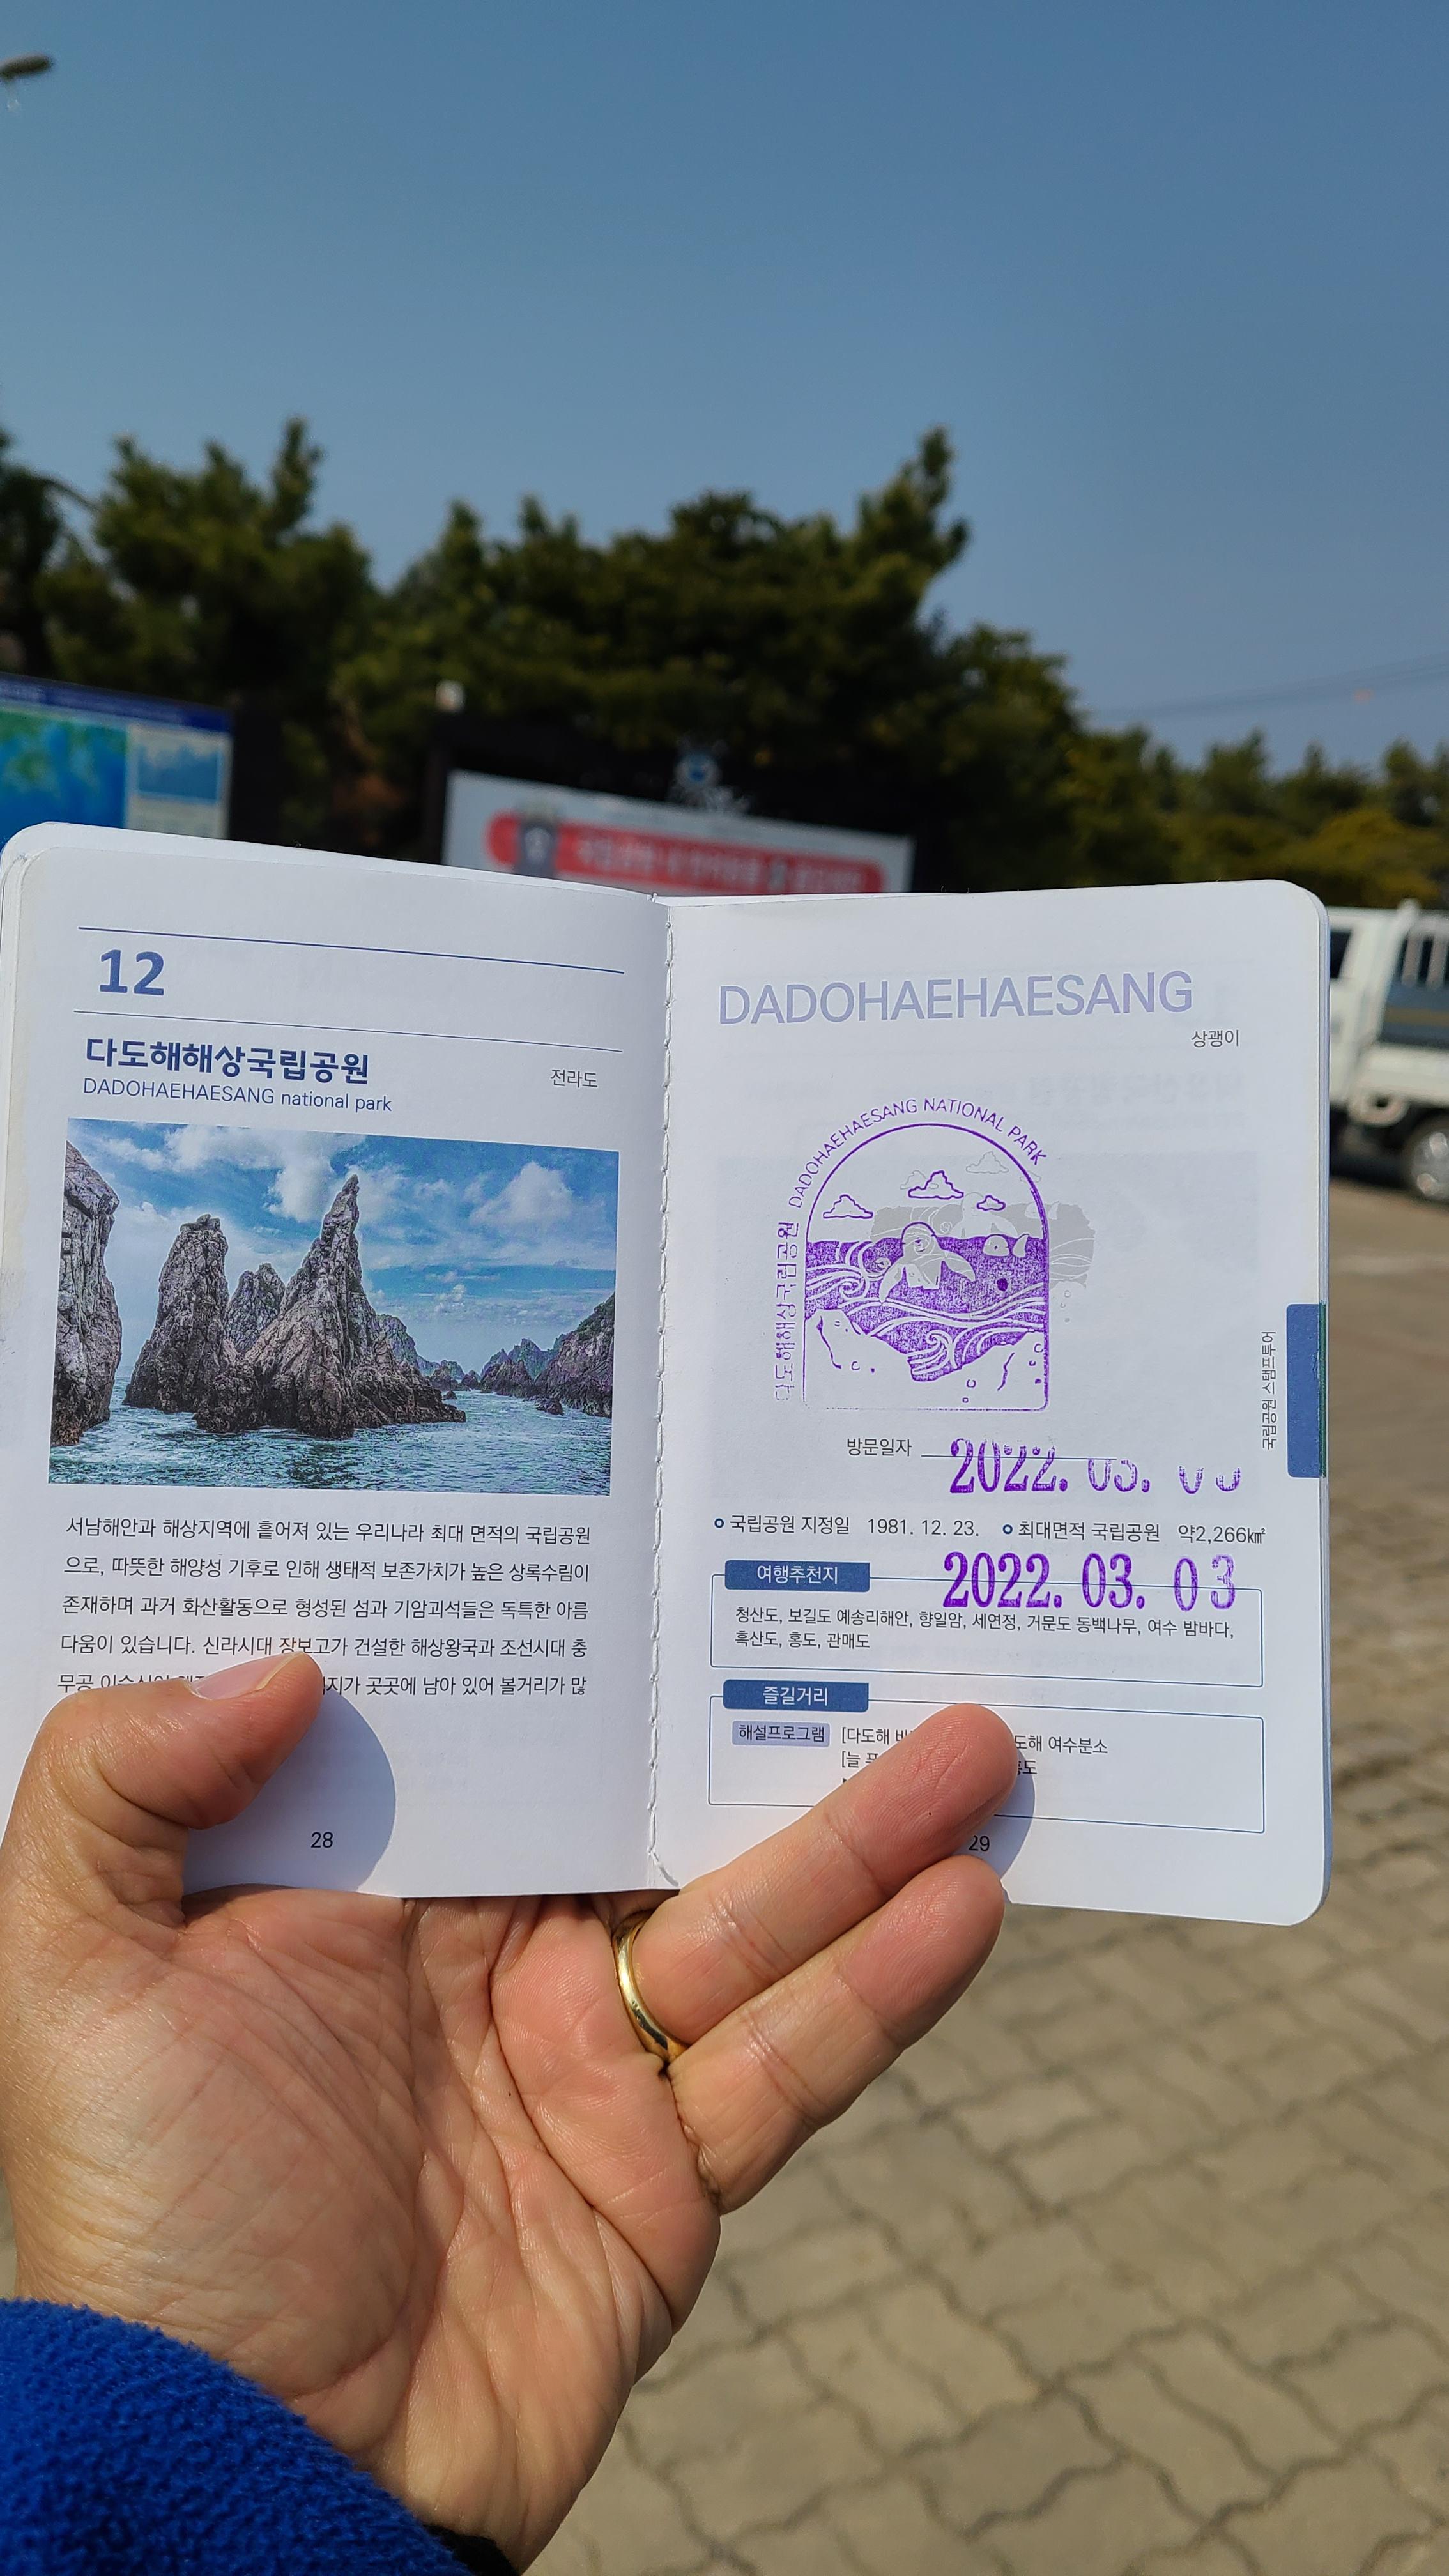 12
다도해해상국립공원
전라도
DADOHAEHAESANG national park
서남해안과 해상지역에 흩어져 있는 우리나라 최대 면적의 국립공원
으로, 따뜻한 해양성 기후로 인해 생태적 보존가치가 높은 상록수림이
존재하며 과거 화산활동으로 형성된 섬과 기암괴석들은 독특한 아름
다움이 있습니다. 신라시대 장보고가 건설한 해상왕국과 조선시대 충
무공 곳곳에 남아 있어 볼거리가 많
28
DADOHAEHAESANG
상괭이
DADOHAEHAESANG NATIONAL PARK
다도해해상국립공원
국립공원 스탬프투어
방문일자
2022. 03. 03
국립공원 지정일 1981. 12. 23. 최대면적 국립공원 약2,266㎢
여행추천지
2022. 03. 03
청산도, 보길도 예송리해안, 향일암, 세연정, 거문도 동백나무, 여수 밤바다,
흑산도, 홍도, 관매도
즐길거리
해설프로그램 [다도해 여수분소
[늘
29